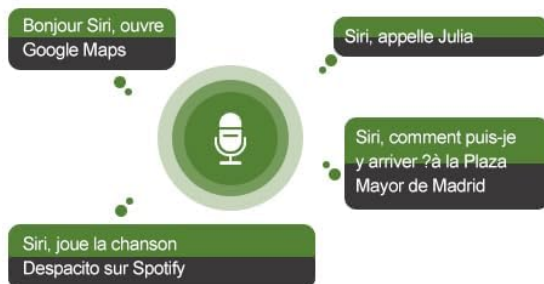 Bonjour Siri, ouvre
Google Maps
Siri, appelle Julia
Siri, comment puis-je
y arriver ?à la Plaza
Mayor de Madrid
Siri, joue la chanson
Despacito sur Spotify